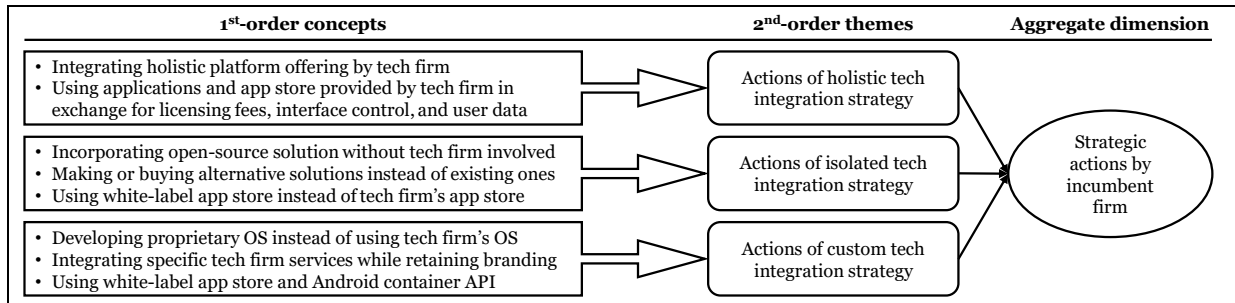 1st-order concepts
2nd-order themes
Aggregate dimension
• Integrating holistic platform offering by tech firm
• Using applications and app store provided by tech firm in
exchange for licensing fees, interface control, and user data
Actions of holistic tech
integration strategy
• Incorporating open-source solution without tech firm involved
• Making or buying alternative solutions instead of existing ones
• Using white-label app store instead of tech firm's app store
Actions of isolated tech
integration strategy
• Developing proprietary OS instead of using tech firm's OS
• Integrating specific tech firm services while retaining branding
• Using white-label app store and Android container API
Actions of custom tech
integration strategy
Strategic
actions by
incumbent
firm